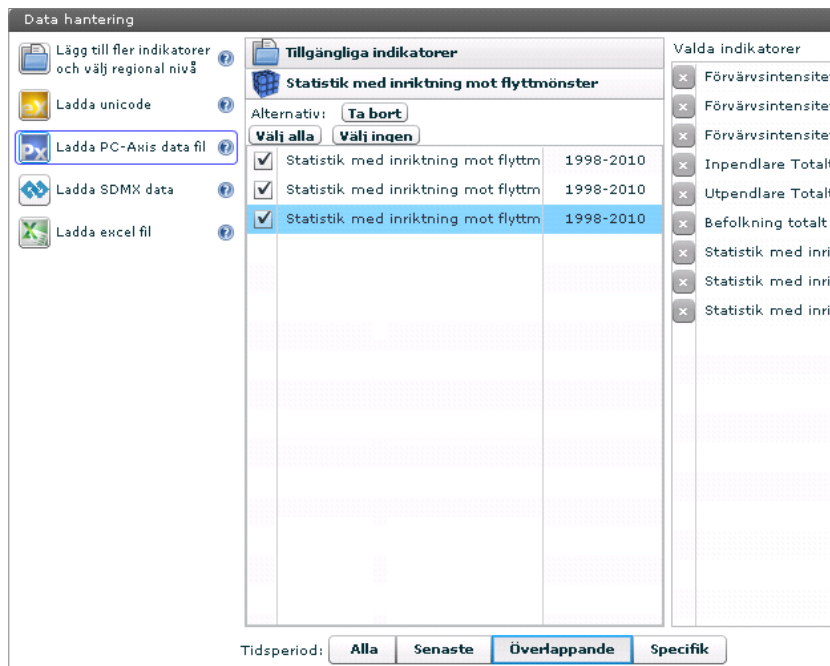 Data hantering
Lägg till fler indikatorer
och välj regional nivå
Ladda unicode
Ladda PC-Axis data fil
Ladda SDMX data
Ladda excel fil
Tillgängliga indikatorer
Statistik med inriktning mot flyttmönster
Alternativ: Ta bort
Välj alla Välj ingen
Statistik med inriktning mot flyttm 1998-2010
Statistik med inriktning mot flyttm 1998-2010
Statistik med inriktning mot flyttm 1998-2010
Valda indikatorer
Förvärvsintensite
Förvärvsintensite
Förvärvsintensite
Inpendlare Totalt
Utpendlare Totalt
Befolkning totalt
Statistik med inri
Statistik med inri
Statistik med inri
Tidsperiod: Alla Senaste Överlappande Specifik